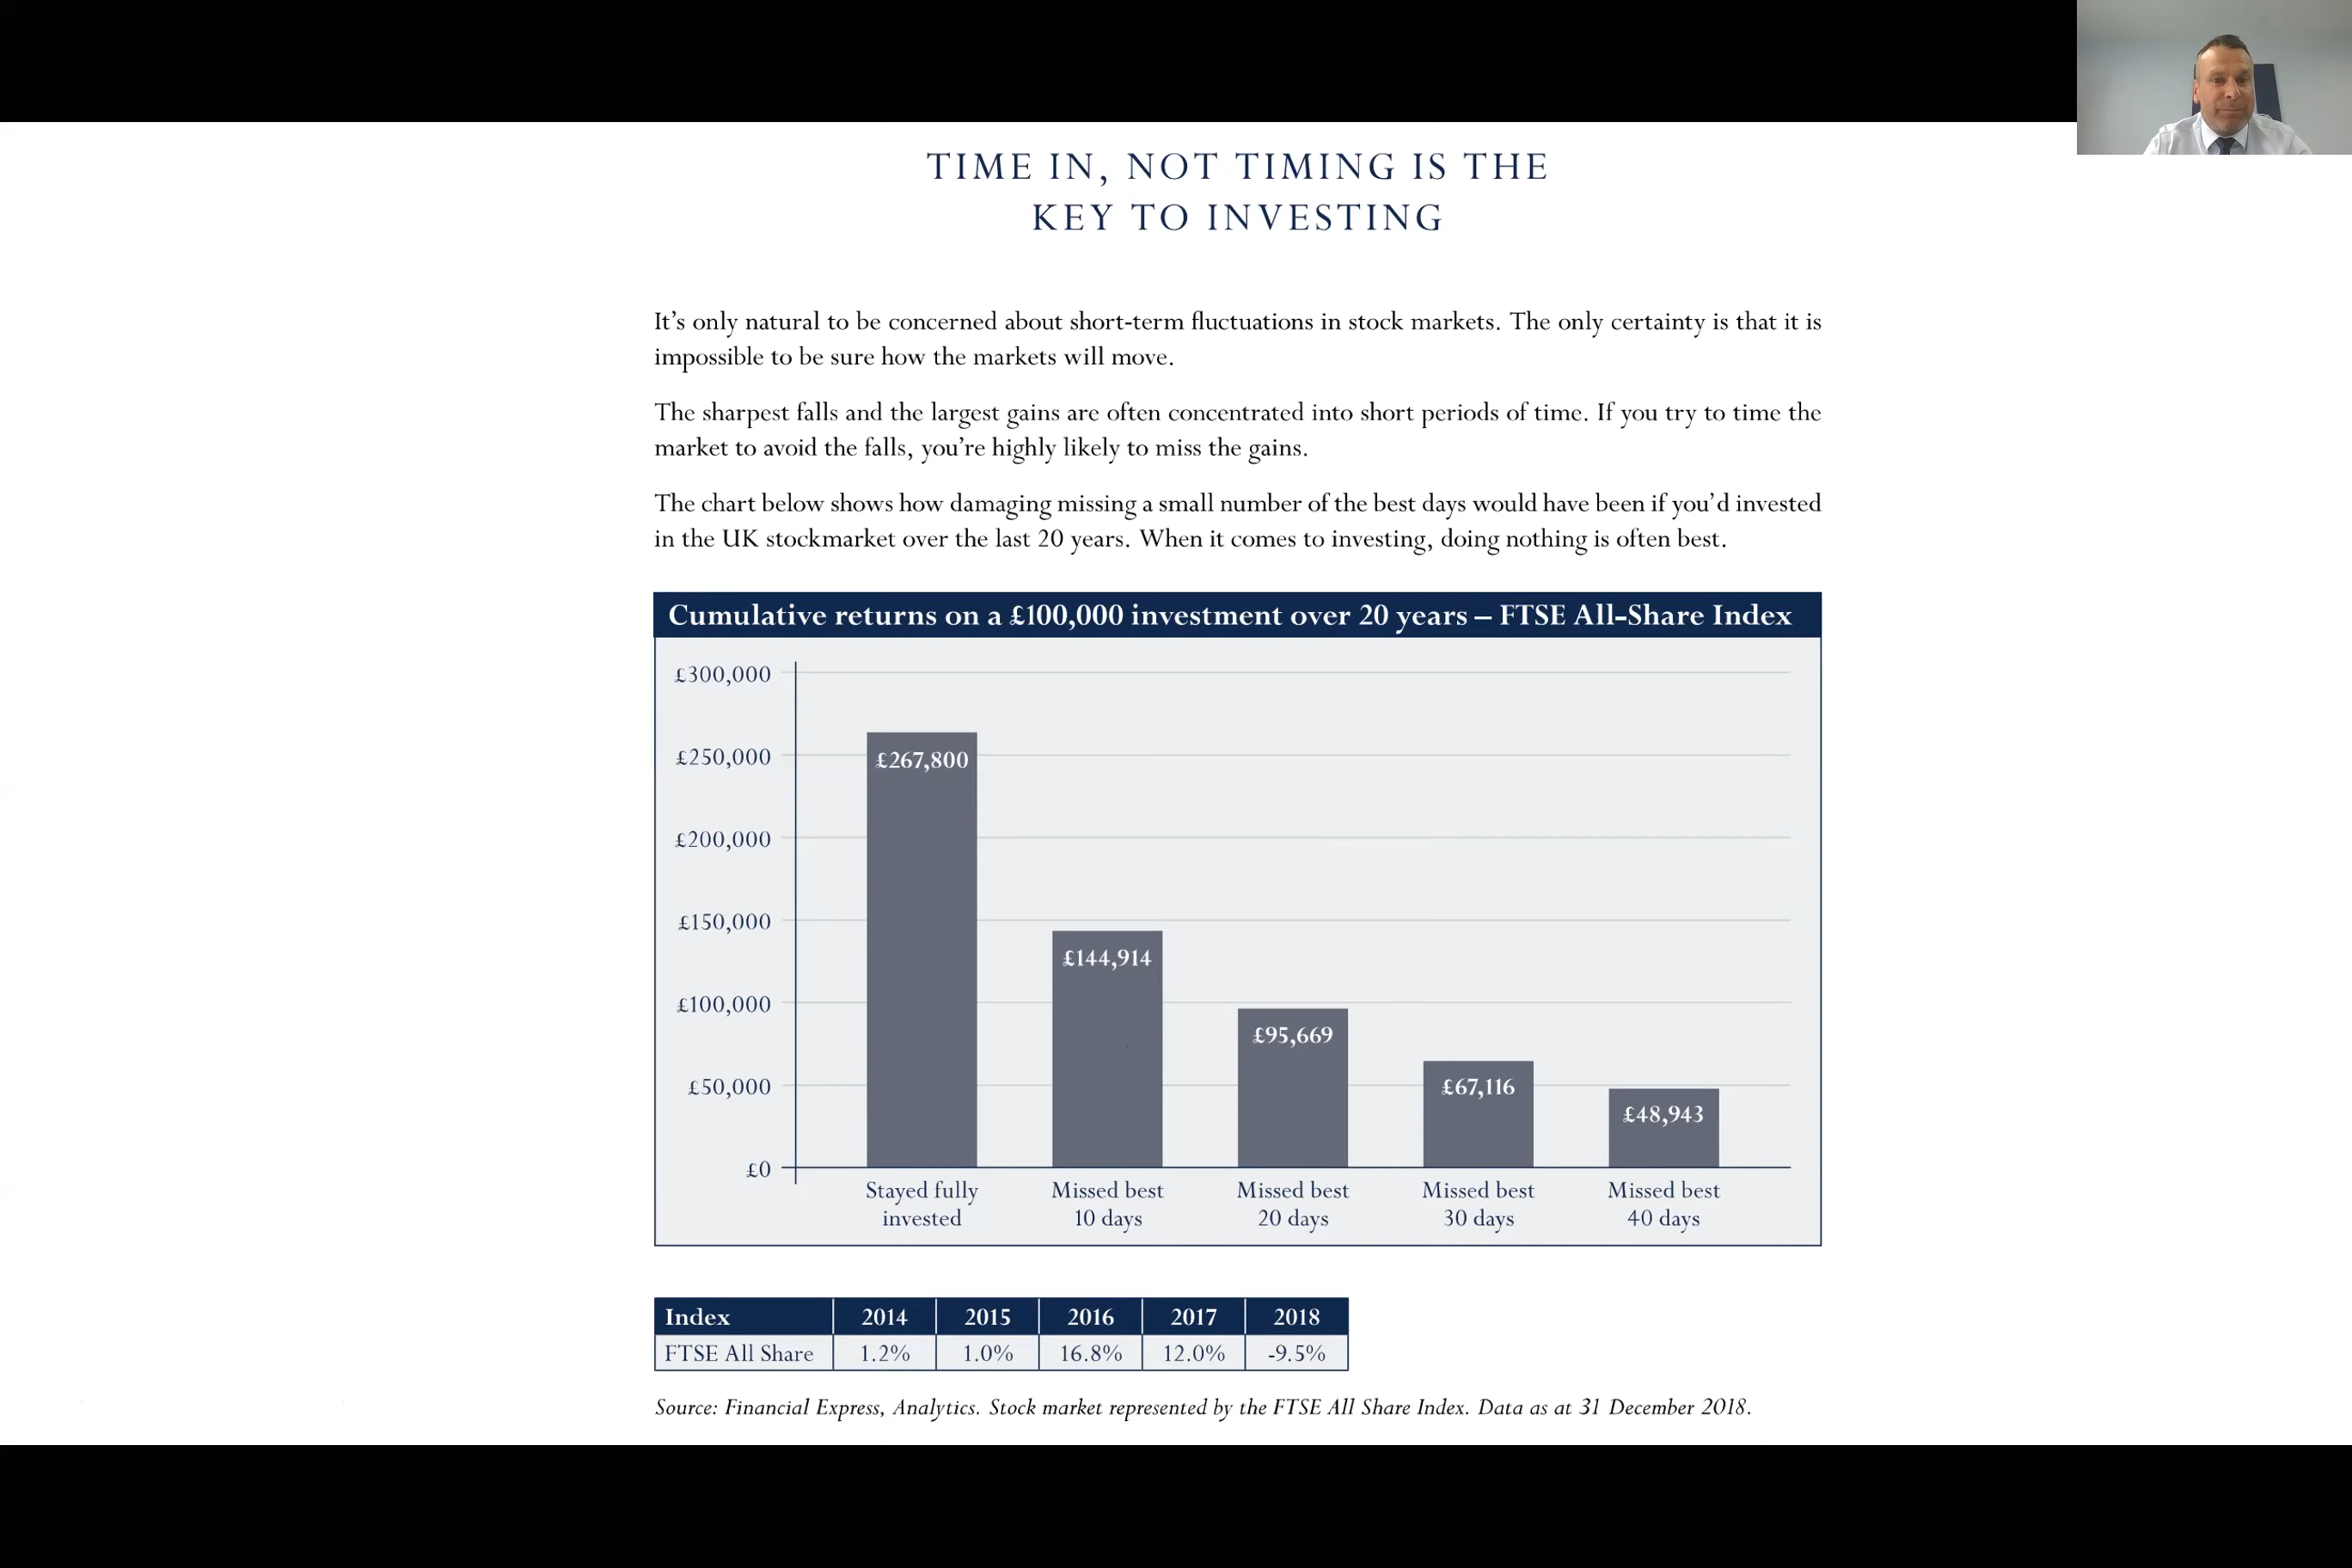 TIME IN, NOT TIMING IS THE
KEY TO INVESTING
It’s only natural to be concerned about short-term fluctuations in stock markets. The only certainty is that it is
impossible to be sure how the markets will move.
The sharpest falls and the largest gains are often concentrated into short periods of time. If you try to time the
market to avoid the falls, you’re highly likely to miss the gains.
The chart below shows how damaging missing a small number of the best days would have been if you’d invested
in the UK stockmarket over the last 20 years. When it comes to investing, doing nothing is often best.
Cumulative returns on a £100,000 investment over 20 years – FTSE All-Share Index
£300,000
£250,000
£200,000
£150,000
£100,000
£50,000
£0
£267,800
£144,914
£95,669
£67,116
£48,943
Stayed fully
invested
Missed best
10 days
Missed best
20 days
Missed best
30 days
Missed best
40 days
Index 2014 2015 2016 2017 2018
FTSE All Share 1.2% 1.0% 16.8% 12.0% -9.5%
Source: Financial Express, Analytics. Stock market represented by the FTSE All Share Index. Data as at 31 December 2018.